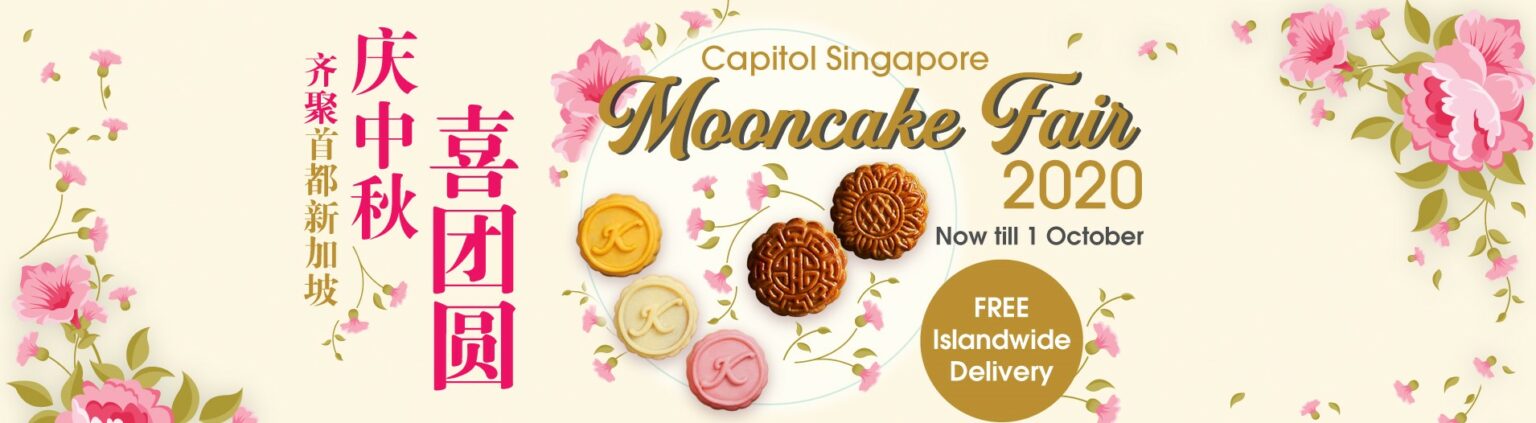 庆中秋
喜团圆
齐聚首都新加坡
Capitol Singapore
Mooncake Fair
2020
Now till 1 October
FREE
Islandwide
Delivery
K
K
K